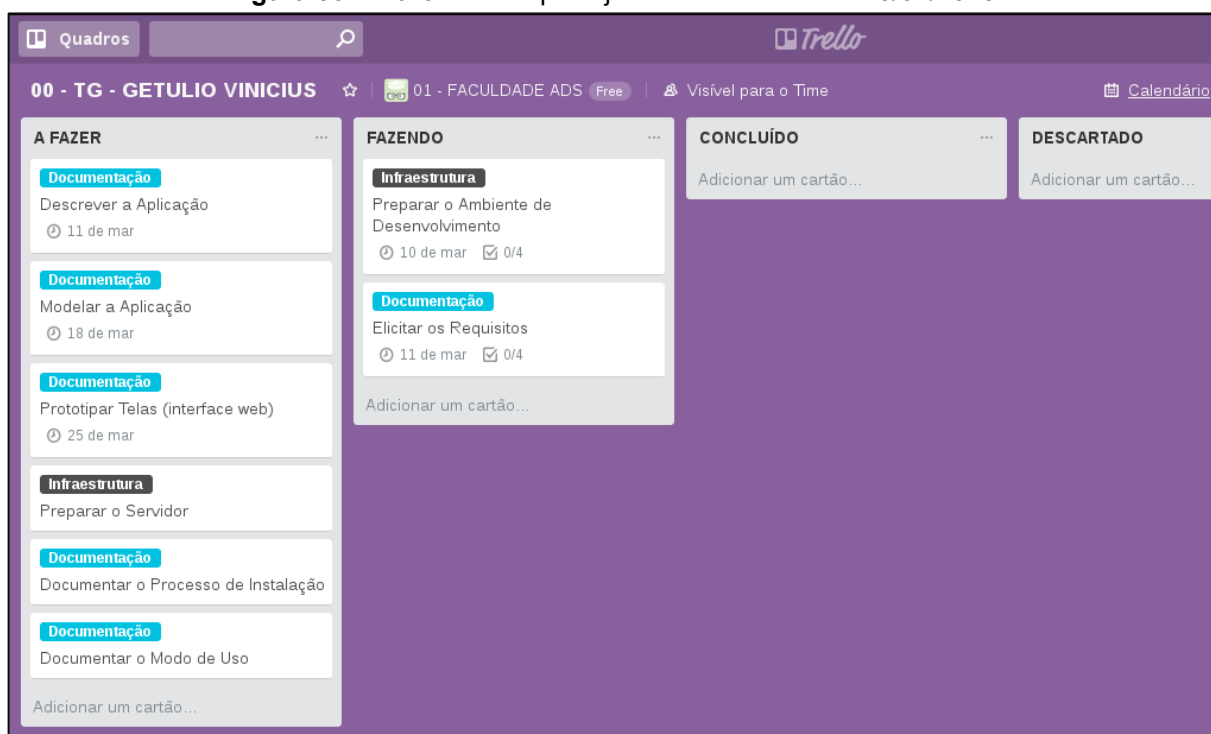 Quadros
Trello
00 - TG - GETULIO VINICIUS
01 - FACULDADE ADS Free
Visível para o Time
Calendário
A FAZER
Documentação
Descrever a Aplicação
11 de mar
Documentação
Modelar a Aplicação
18 de mar
Documentação
Prototipar Telas (interface web)
25 de mar
Infraestrutura
Preparar o Servidor
Documentação
Documentar o Processo de Instalação
Documentação
Documentar o Modo de Uso
Adicionar um cartão...
FAZENDO
Infraestrutura
Preparar o Ambiente de
Desenvolvimento
10 de mar 0/4
Documentação
Elicitar os Requisitos
11 de mar 0/4
Adicionar um cartão...
CONCLUÍDO
Adicionar um cartão...
DESCARTADO
Adicionar um cartão...